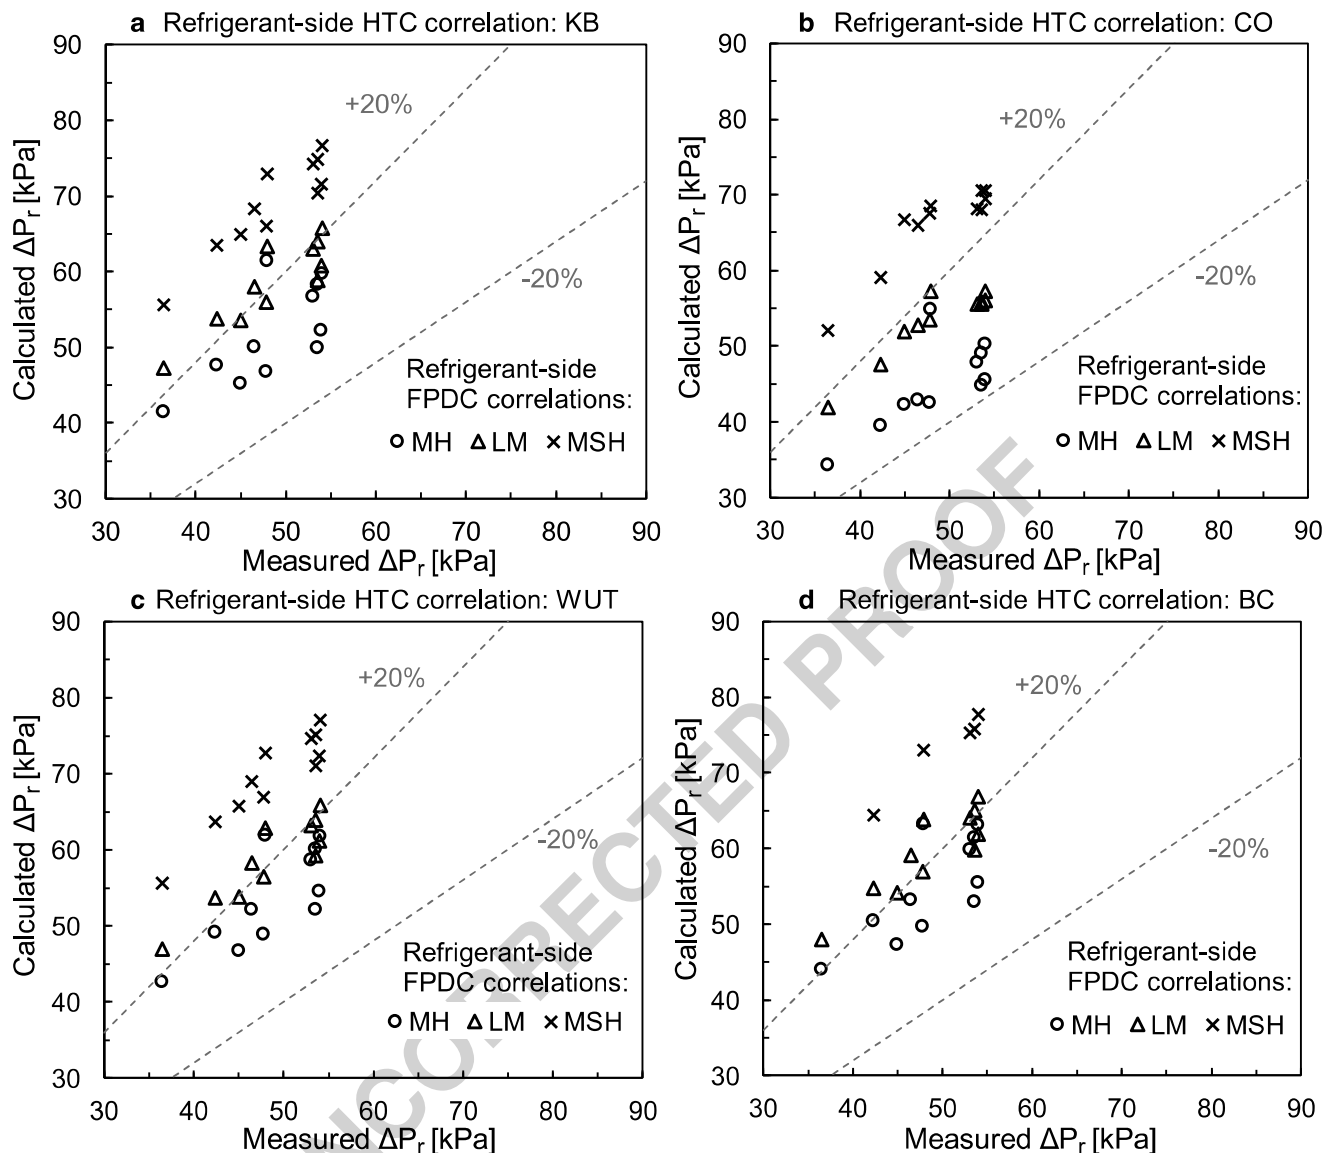 a Refrigerant-side HTC correlation: KB
90
80
70
60
50
40
30
30 40 50 60 70 80 90
Calculated ΔPr [kPa]
Measured ΔPr [kPa]
+20%
-20%
Refrigerant-side
FPDC correlations:
MH LM MSH
b Refrigerant-side HTC correlation: CO
90
80
70
60
50
40
30
30 40 50 60 70 80 90
Calculated ΔPr [kPa]
Measured ΔPr [kPa]
+20%
-20%
Refrigerant-side
FPDC correlations:
MH LM MSH
c Refrigerant-side HTC correlation: WUT
90
80
70
60
50
40
30
30 40 50 60 70 80 90
Calculated ΔPr [kPa]
Measured ΔPr [kPa]
+20%
-20%
Refrigerant-side
FPDC correlations:
MH LM MSH
d Refrigerant-side HTC correlation: BC
90
80
70
60
50
40
30
30 40 50 60 70 80 90
Calculated ΔPr [kPa]
Measured ΔPr [kPa]
+20%
-20%
Refrigerant-side
FPDC correlations:
MH LM MSH
NCORRECTED PROOF